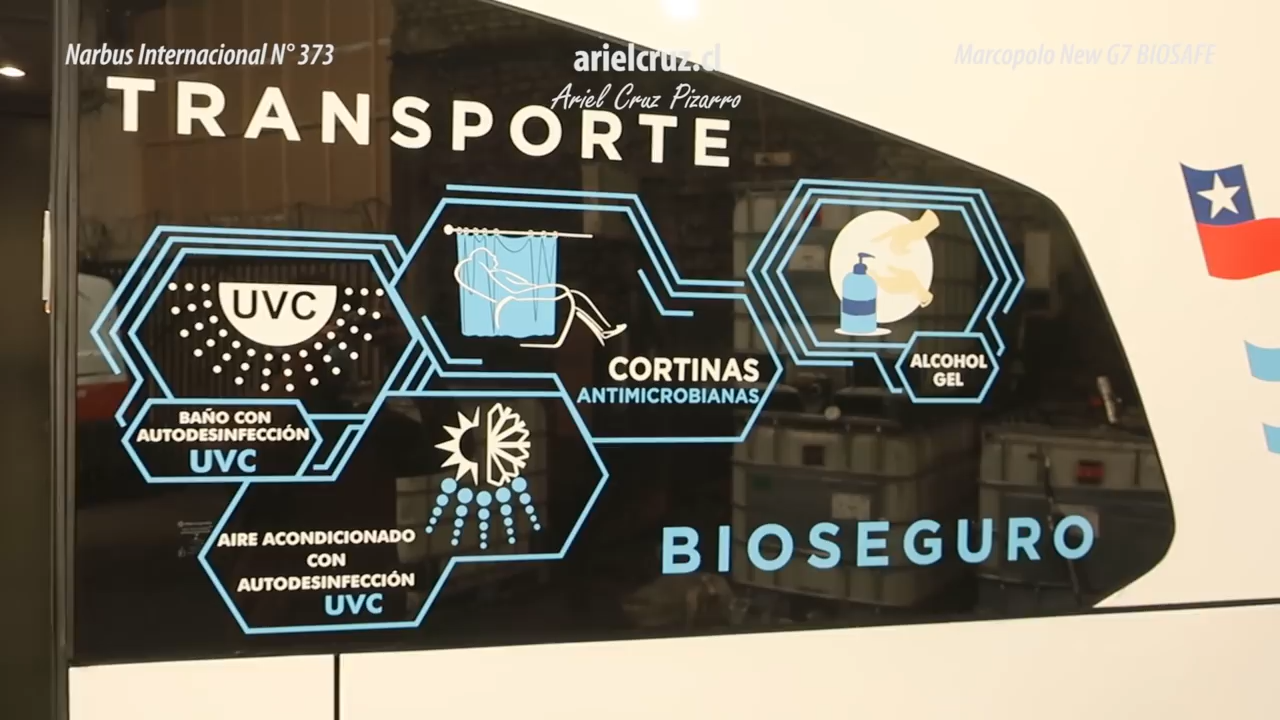 Narbus Internacional N° 373
arielcruz.cl
Marcopolo New G7 BIOSAFE
Ariel Cruz Pizarro
TRANSPORTE
UVC
BAÑO CON
AUTODESINFECCIÓN
UVC
CORTINAS
ANTIMICROBIANAS
ALCOHOL
GEL
AIRE ACONDICIONADO
CON
AUTODESINFECCIÓN
UVC
BIOSEGURO